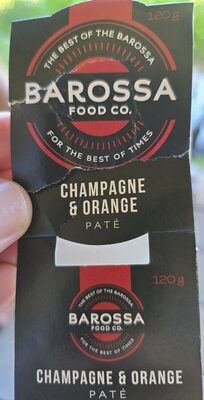 120g
THE BEST OF THE BAROSSA
BAROSSA
FOOD CO.
FOR THE BEST OF TIMES
CHAMPAGNE
& ORANGE
PATÉ
120g
THE BEST OF THE BAROSSA
BAROSSA
FOOD CO.
FOR THE BEST OF TIMES
CHAMPAGNE & ORANGE
PATÉ